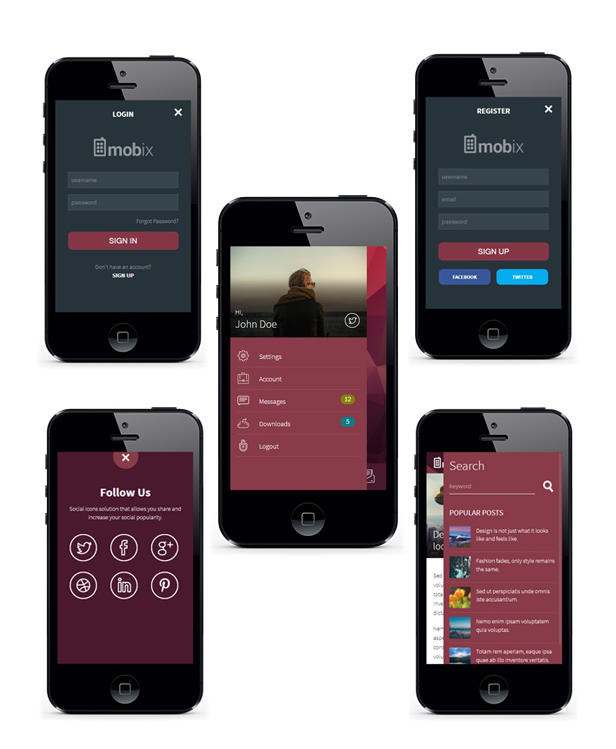 LOGIN
mobix
username
password
Forgot Password?
SIGN IN
Don't have an account?
SIGN UP
REGISTER
mobix
username
email
password
SIGN UP
FACEBOOK
TWITTER
Hi,
John Doe
Settings
Account
Messages
12
Downloads
5
Logout
Follow Us
Social icons solution that allows you share and
increase your social popularity.
Search
keyword
POPULAR POSTS
Design is not just what it looks
like and feels like.
Fashion fades, only style remains
the same.
Sed ut perspiciatis unde omnis
iste accusantium
Nemo enim ipsam voluptatem
quia voluptas.
Totam rem aperiam, eaque ipsa
quae ab illo inventore veritatis.